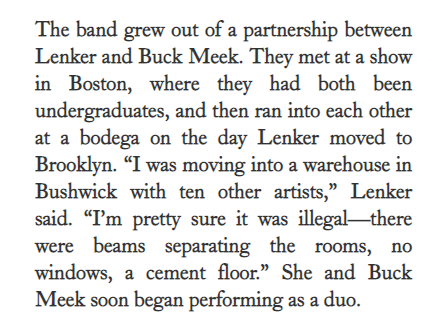 The band grew out of a partnership between
Lenker and Buck Meek. They met at a show
in Boston, where they had both been
undergraduates, and then ran into each other
at a bodega on the day Lenker moved to
Brooklyn. “I was moving into a warehouse in
Bushwick with ten other artists,” Lenker
said. “I’m pretty sure it was illegal—there
were beams separating the rooms, no
windows, a cement floor.” She and Buck
Meek soon began performing as a duo.